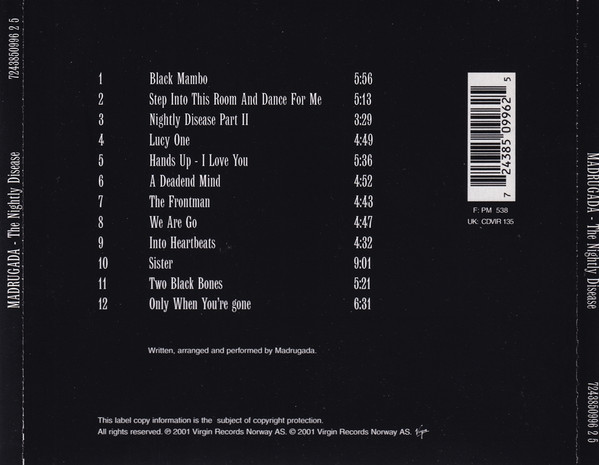 7243850996 2 5
MADRUGADA - The Nightly Disease
1 Black Mambo 5:56
2 Step Into This Room And Dance For Me 5:13
3 Nightly Disease Part II 3:29
4 Lucy One 4:49
5 Hands Up - I Love You 5:36
6 A Deadend Mind 4:52
7 The Frontman 4:43
8 We Are Go 4:47
9 Into Heartbeats 4:32
10 Sister 9:01
11 Two Black Bones 5:21
12 Only When You're gone 6:31
Written, arranged and performed by Madrugada.
This label copy information is the subject of copyright protection.
All rights reserved. ℗ 2001 Virgin Records Norway AS. © 2001 Virgin Records Norway AS. Virgin
7 24385 09962 5
F: PM 538
UK: CDVIR 135
MADRUGADA - The Nightly Disease
7243850996 2 5